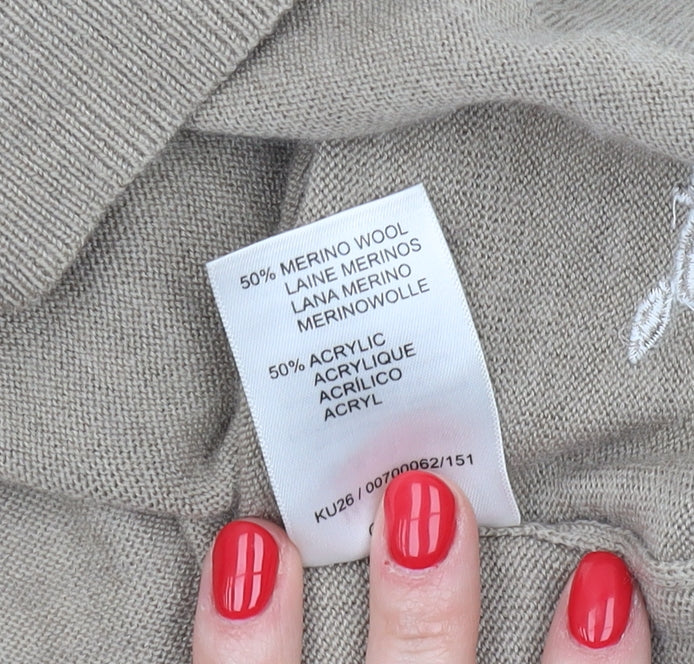 50% MERINO WOOL
LAINE MERINOS
LANA MERINO
MERINOWOLLE
50% ACRYLIC
ACRYLIQUE
ACRÍLICO
ACRYL
KU26 / 00700062/151